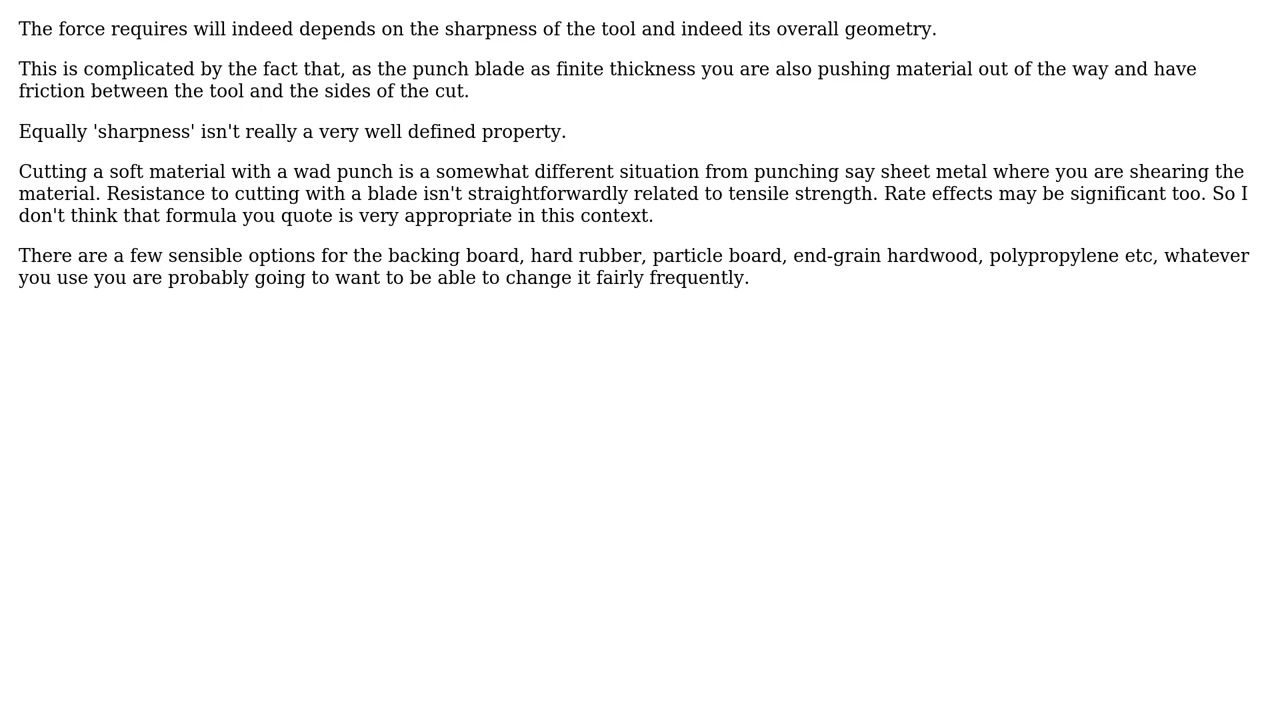 The force requires will indeed depends on the sharpness of the tool and indeed its overall geometry.
This is complicated by the fact that, as the punch blade as finite thickness you are also pushing material out of the way and have
friction between the tool and the sides of the cut.
Equally 'sharpness' isn't really a very well defined property.
Cutting a soft material with a wad punch is a somewhat different situation from punching say sheet metal where you are shearing the
material. Resistance to cutting with a blade isn't straightforwardly related to tensile strength. Rate effects may be significant too. So I
don't think that formula you quote is very appropriate in this context.
There are a few sensible options for the backing board, hard rubber, particle board, end-grain hardwood, polypropylene etc, whatever
you use you are probably going to want to be able to change it fairly frequently.